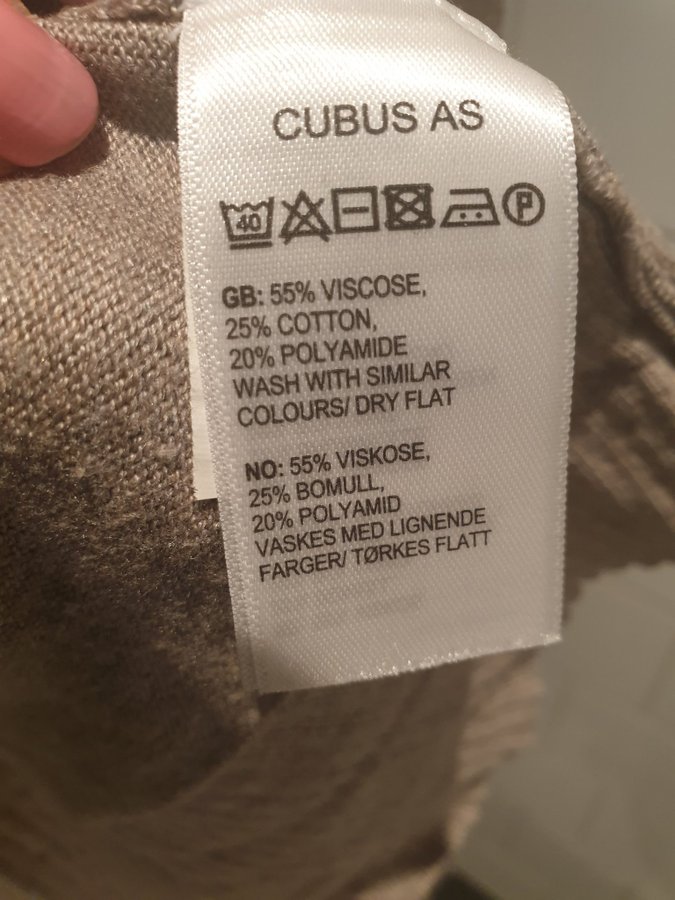 CUBUS AS
40 P
GB: 55% VISCOSE,
25% COTTON,
20% POLYAMIDE
WASH WITH SIMILAR
COLOURS/ DRY FLAT
NO: 55% VISKOSE,
25% BOMULL,
20% POLYAMID
VASKES MED LIGNENDE
FARGER/ TØRKES FLATT